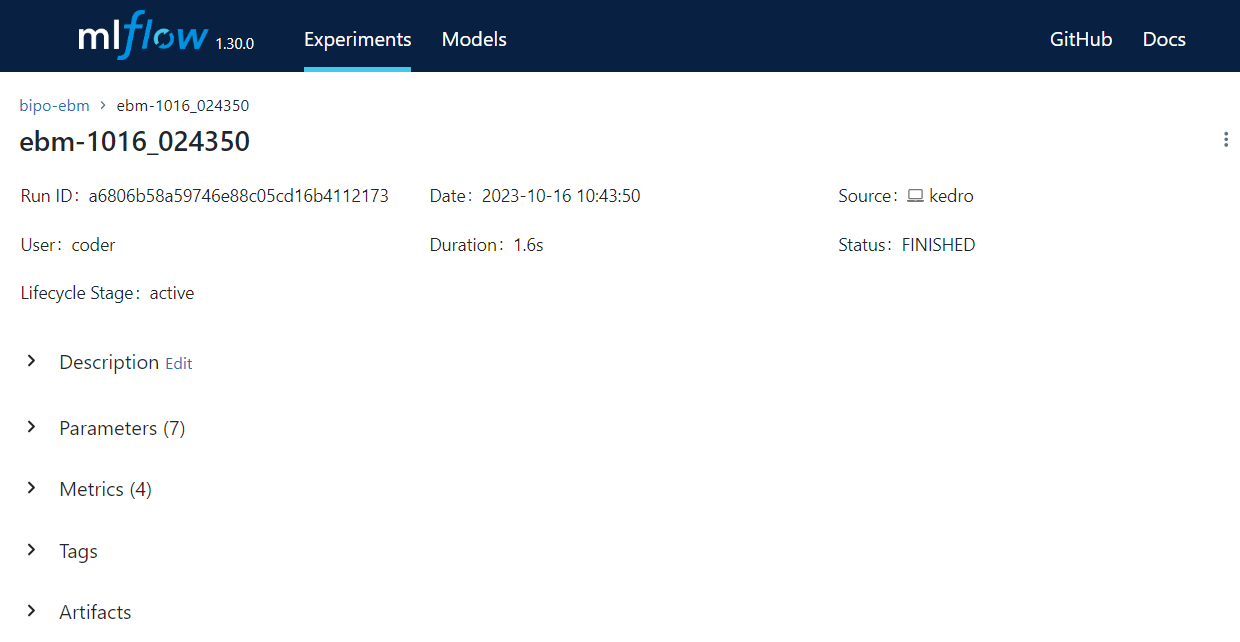 mlflow 1.30.0 Experiments Models GitHub Docs
bipo-ebm > ebm-1016_024350
ebm-1016_024350
Run ID: a6806b58a59746e88c05cd16b4112173 Date: 2023-10-16 10:43:50 Source: kedro
User: coder Duration: 1.6s Status: FINISHED
Lifecycle Stage: active
Description Edit
Parameters (7)
Metrics (4)
Tags
Artifacts